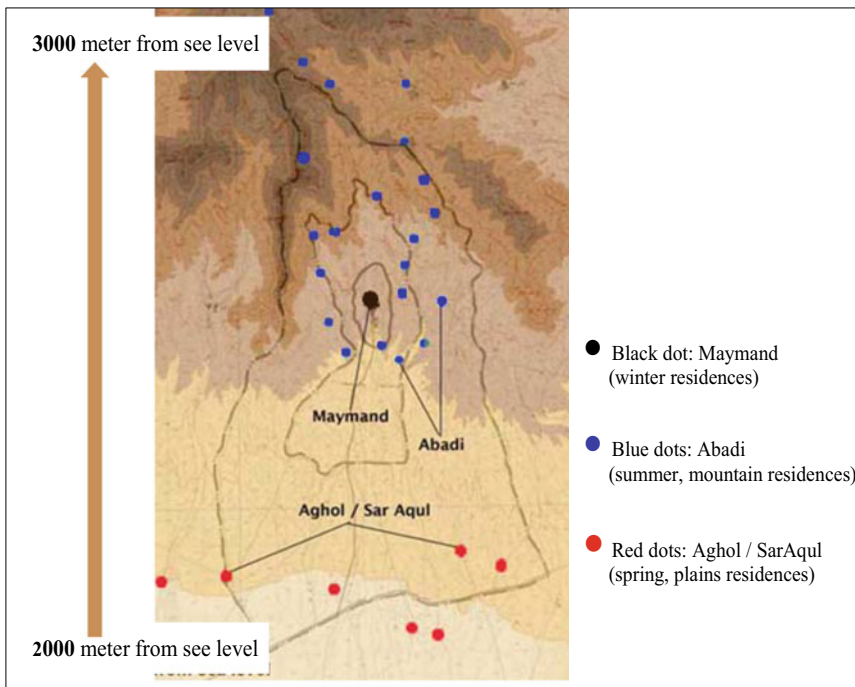 3000 meter from see level
Maymand
Abadi
Aghol / Sar Aqul
2000 meter from see level
Black dot: Maymand
(winter residences)
Blue dots: Abadi
(summer, mountain residences)
Red dots: Aghol / SarAqul
(spring, plains residences)